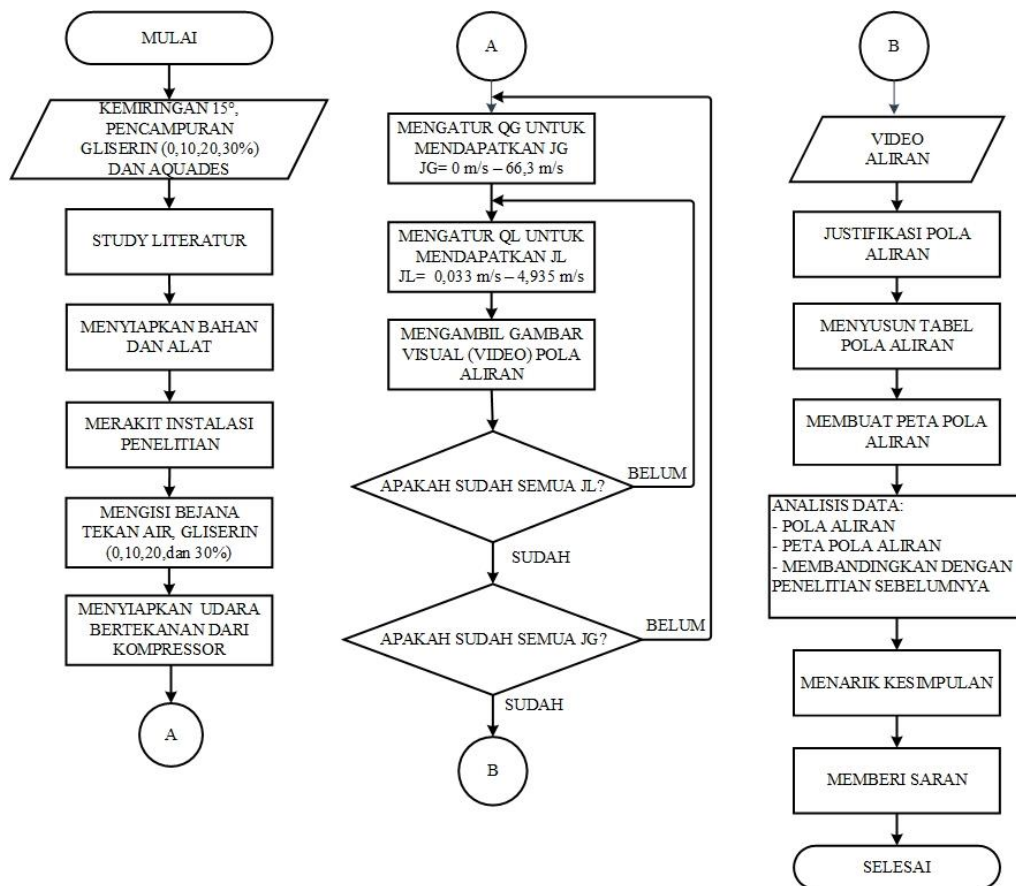 MULAI
KEMIRINGAN 15°,
PENCAMPURAN
GLISERIN (0,10,20,30%)
DAN AQUADES
STUDY LITERATUR
MENYIAPKAN BAHAN
DAN ALAT
MERAKIT INSTALASI
PENELITIAN
MENGISI BEJANA
TEKAN AIR, GLISERIN
(0,10,20,dan 30%)
MENYIAPKAN UDARA
BERTEKANAN DARI
KOMPRESSOR
A
A
MENGATUR QG UNTUK
MENDAPATKAN JG
JG= 0 m/s – 66,3 m/s
MENGATUR QL UNTUK
MENDAPATKAN JL
JL= 0,033 m/s – 4,935 m/s
MENGAMBIL GAMBAR
VISUAL (VIDEO) POLA
ALIRAN
APAKAH SUDAH SEMUA JL?
BELUM
SUDAH
APAKAH SUDAH SEMUA JG?
BELUM
SUDAH
B
B
VIDEO
ALIRAN
JUSTIFIKASI POLA
ALIRAN
MENYUSUN TABEL
POLA ALIRAN
MEMBUAT PETA POLA
ALIRAN
ANALISIS DATA:
- POLA ALIRAN
- PETA POLA ALIRAN
- MEMBANDINGKAN DENGAN
PENELITIAN SEBELUMNYA
MENARIK KESIMPULAN
MEMBERI SARAN
SELESAI